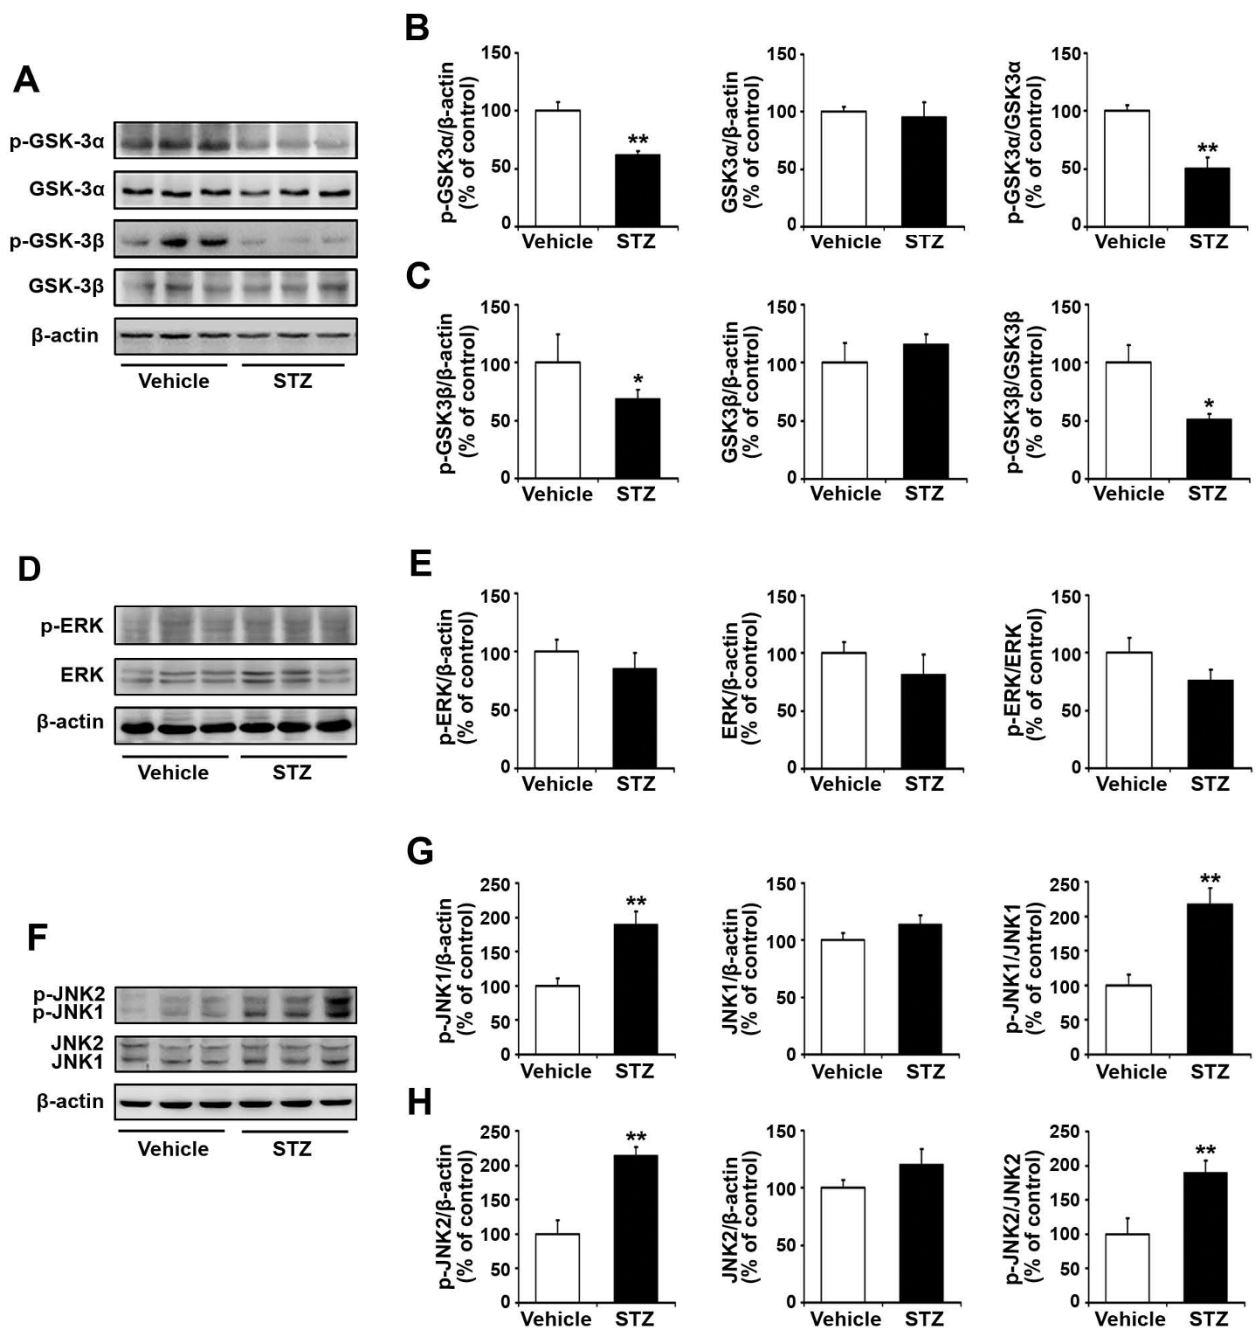 A
p-GSK-3α
GSK-3α
p-GSK-3β
GSK-3β
β-actin
Vehicle STZ
B
p-GSK3α/β-actin
(% of control)
150
100
50
0
**
Vehicle STZ
GSK3α/β-actin
(% of control)
150
100
50
0
Vehicle STZ
p-GSK3α/GSK3α
(% of control)
150
100
50
0
**
Vehicle STZ
C
p-GSK3β/β-actin
(% of control)
150
100
50
0
*
Vehicle STZ
GSK3β/β-actin
(% of control)
150
100
50
0
Vehicle STZ
p-GSK3β/GSK3β
(% of control)
150
100
50
0
*
Vehicle STZ
D
p-ERK
ERK
β-actin
Vehicle STZ
E
p-ERK/β-actin
(% of control)
150
100
50
0
Vehicle STZ
ERK/β-actin
(% of control)
150
100
50
0
Vehicle STZ
p-ERK/ERK
(% of control)
150
100
50
0
Vehicle STZ
F
p-JNK2
p-JNK1
JNK2
JNK1
β-actin
Vehicle STZ
G
p-JNK1/β-actin
(% of control)
250
200
150
100
50
0
**
Vehicle STZ
JNK1/β-actin
(% of control)
150
100
50
0
Vehicle STZ
p-JNK1/JNK1
(% of control)
250
200
150
100
50
0
**
Vehicle STZ
H
p-JNK2/β-actin
(% of control)
250
200
150
100
50
0
**
Vehicle STZ
JNK2/β-actin
(% of control)
150
100
50
0
Vehicle STZ
p-JNK2/JNK2
(% of control)
250
200
150
100
50
0
**
Vehicle STZ